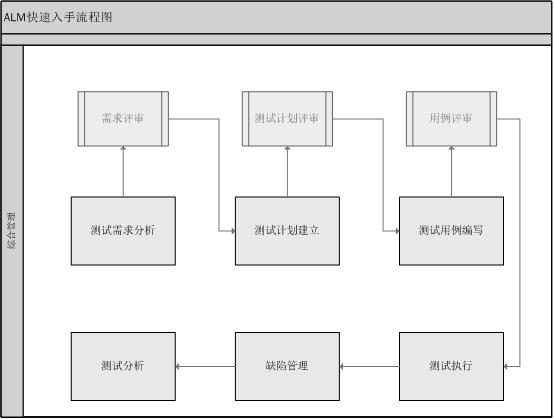 ALM快速入手流程图
综合管理
需求评审
测试计划评审
用例评审
测试需求分析
测试计划建立
测试用例编写
测试分析
缺陷管理
测试执行